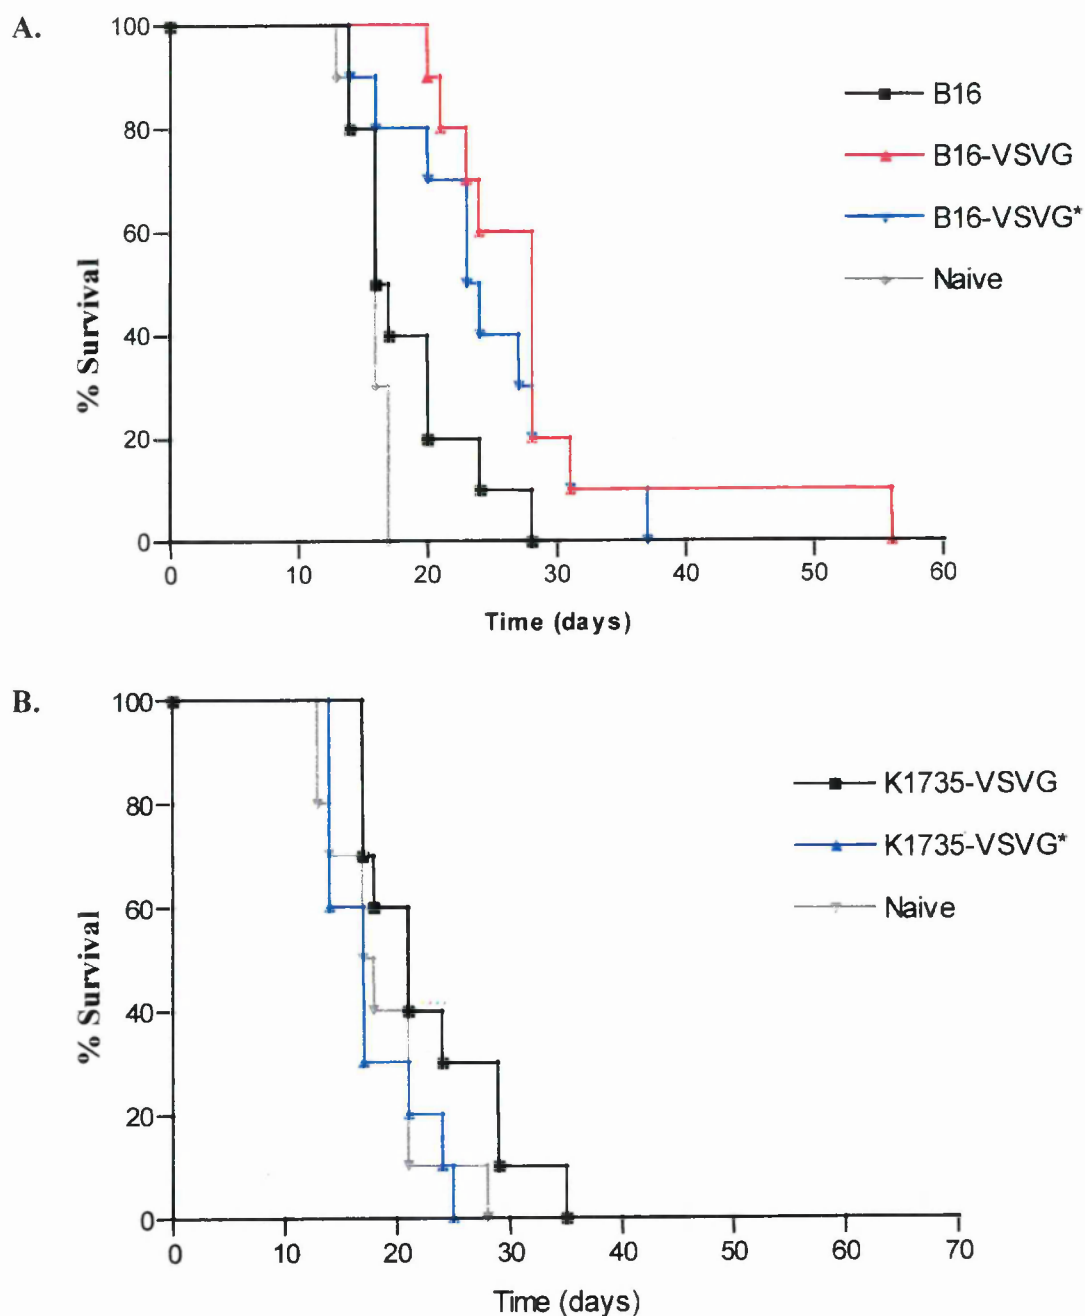 A.
100
80
60
40
20
0
% Survival
0 10 20 30 40 50 60
Time (days)
B16
B16-VSVG
B16-VSVG*
Naive
B.
100
80
60
40
20
0
% Survival
0 10 20 30 40 50 60 70
Time (days)
K1735-VSVG
K1735-VSVG*
Naive